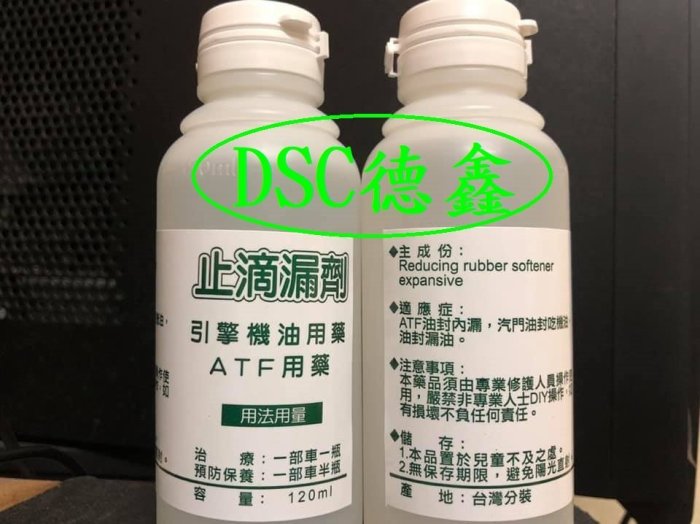 DSC德鑫
止滴漏劑
引擎機油用藥
ATF用藥
用法用量
治 療：一部車一瓶
預防保養：一部車半瓶
容 量： 120ml
◆主 成 份：
Reducing rubber softener
expansive
◆適 應 症：
ATF油封內漏，汽門油封吃機油
油封漏油。
◆注意事項：
本藥品須由專業修護人員操作
用，嚴禁非專業人士DIY操作，
有損壞不負任何責任。
◆儲 存：
1.本品置於兒童不及之處。
2.無保存期限，避免陽光直
產 地：台灣分裝